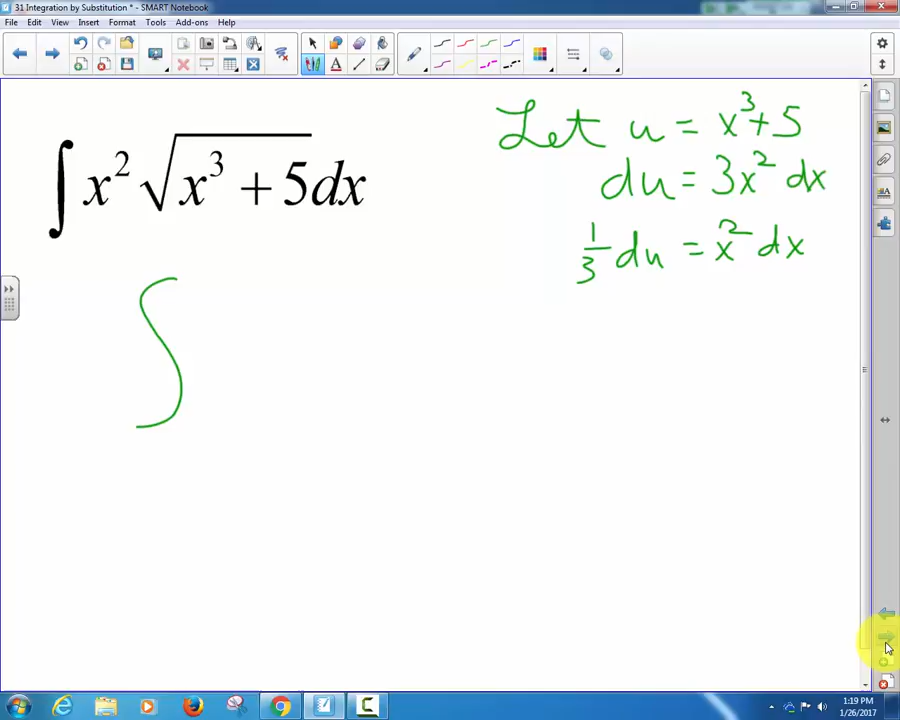 31 Integration by Substitution * - SMART Notebook
File Edit View Insert Format Tools Add-ons Help
∫ x² √(x³ + 5) dx
Let u = x³ + 5
du = 3x² dx
1/3 du = x² dx
∫
1:19 PM
1/26/2017